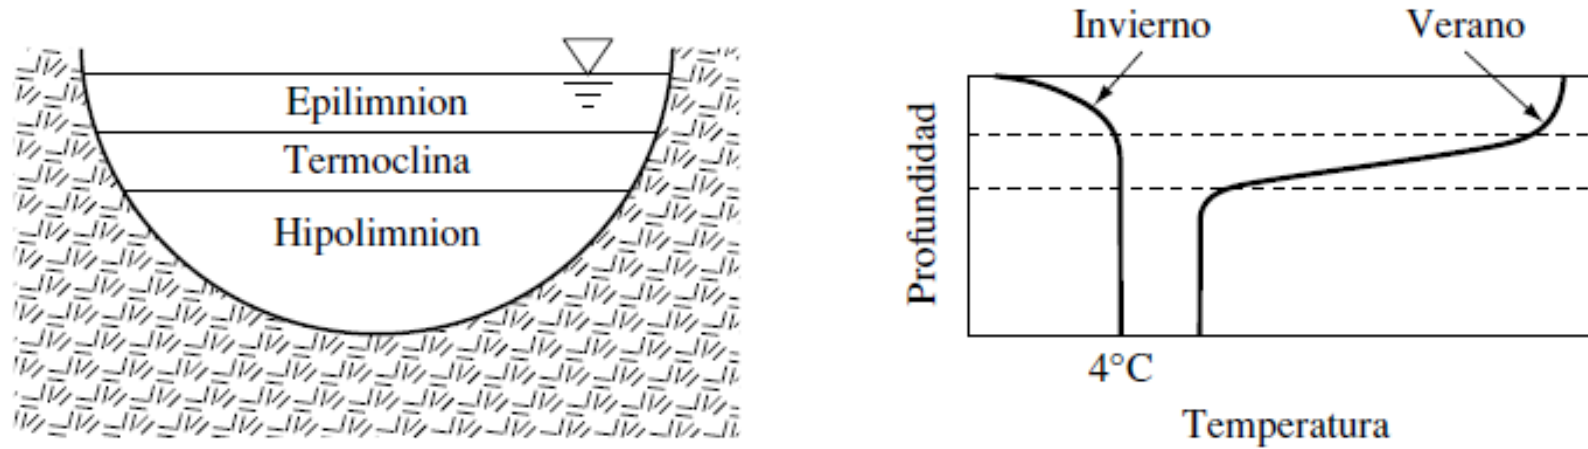 Epilimnion
Termoclina
Hipolimnion
Invierno
Verano
Profundidad
4°C
Temperatura